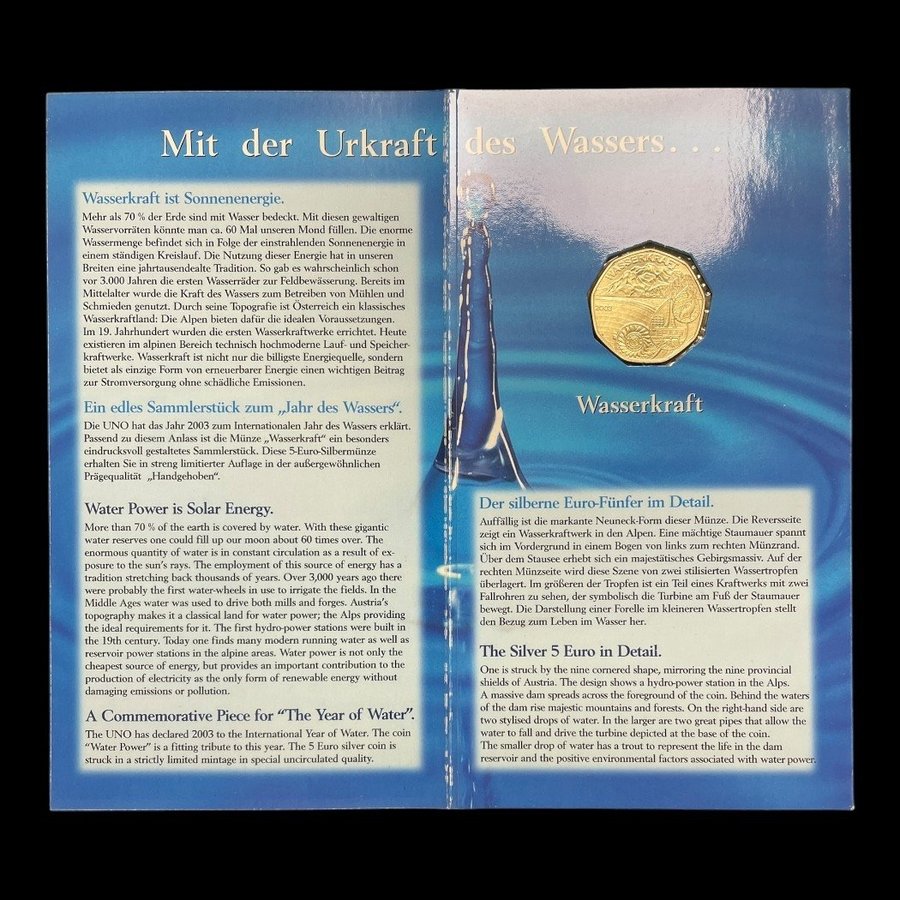 Mit der Urkraft des Wassers...
Wasserkraft ist Sonnenenergie.
Mehr als 70 % der Erde sind mit Wasser bedeckt. Mit diesen gewaltigen
Wasservorräten könnte man ca. 60 Mal unseren Mond füllen. Die enorme
Wassermenge befindet sich in Folge der einstrahlenden Sonnenenergie in
einem ständigen Kreislauf. Die Nutzung dieser Energie hat in unseren
Breiten eine jahrtausendealte Tradition. So gab es wahrscheinlich schon
vor 3.000 Jahren die ersten Wasserräder zur Feldbewässerung. Bereits im
Mittelalter wurde die Kraft des Wassers zum Betreiben von Mühlen und
Schmieden genutzt. Durch seine Topografie ist Österreich ein klassisches
Wasserkraftland: Die Alpen bieten dafür die idealen Voraussetzungen.
Im 19. Jahrhundert wurden die ersten Wasserkraftwerke errichtet. Heute
existieren im alpinen Bereich technisch hochmoderne Lauf- und Speicher-
kraftwerke. Wasserkraft ist nicht nur die billigste Energiequelle, sondern
bietet als einzige Form von erneuerbarer Energie einen wichtigen Beitrag
zur Stromversorgung ohne schädliche Emissionen.
Ein edles Sammlerstück zum „Jahr des Wassers“.
Die UNO hat das Jahr 2003 zum Internationalen Jahr des Wassers erklärt.
Passend zu diesem Anlass ist die Münze „Wasserkraft“ ein besonders
eindrucksvoll gestaltetes Sammlerstück. Diese 5-Euro-Silbermünze
erhalten Sie in streng limitierter Auflage in der außergewöhnlichen
Prägequalität „Handgehoben“.
Water Power is Solar Energy.
More than 70 % of the earth is covered by water. With these gigantic
water reserves one could fill up our moon about 60 times over. The
enormous quantity of water is in constant circulation as a result of ex-
posure to the sun's rays. The employment of this source of energy has a
tradition stretching back thousands of years. Over 3,000 years ago there
were probably the first water-wheels in use to irrigate the fields. In the
Middle Ages water was used to drive both mills and forges. Austria's
topography makes it a classical land for water power; the Alps providing
the ideal requirements for it. The first hydro-power stations were built in
the 19th century. Today one finds many modern running water as well as
reservoir power stations in the alpine areas. Water power is not only the
cheapest source of energy, but provides an important contribution to the
production of electricity as the only form of renewable energy without
damaging emissions or pollution.
A Commemorative Piece for “The Year of Water”.
The UNO has declared 2003 to the International Year of Water. The coin
“Water Power” is a fitting tribute to this year. The 5 Euro silver coin is
struck in a strictly limited mintage in special uncirculated quality.
WASSERKRAFT
Wasserkraft
Der silberne Euro-Fünfer im Detail.
Auffällig ist die markante Neuneck-Form dieser Münze. Die Reversseite
zeigt ein Wasserkraftwerk in den Alpen. Eine mächtige Staumauer spannt
sich im Vordergrund in einem Bogen von links zum rechten Münzrand.
Über dem Stausee erhebt sich ein majestätisches Gebirgsmassiv. Auf der
rechten Münzseite wird diese Szene von zwei stilisierten Wassertropfen
überlagert. Im größeren der Tropfen ist ein Teil eines Kraftwerks mit zwei
Fallrohren zu sehen, der symbolisch die Turbine am Fuß der Staumauer
bewegt. Die Darstellung einer Forelle im kleineren Wassertropfen stellt
den Bezug zum Leben im Wasser her.
The Silver 5 Euro in Detail.
One is struck by the nine cornered shape, mirroring the nine provincial
shields of Austria. The design shows a hydro-power station in the Alps.
A massive dam spreads across the foreground of the coin. Behind the waters
of the dam rise majestic mountains and forests. On the right-hand side are
two stylised drops of water. In the larger are two great pipes that allow the
water to fall and drive the turbine depicted at the base of the coin.
The smaller drop of water has a trout to represent the life in the dam
reservoir and the positive environmental factors associated with water power.